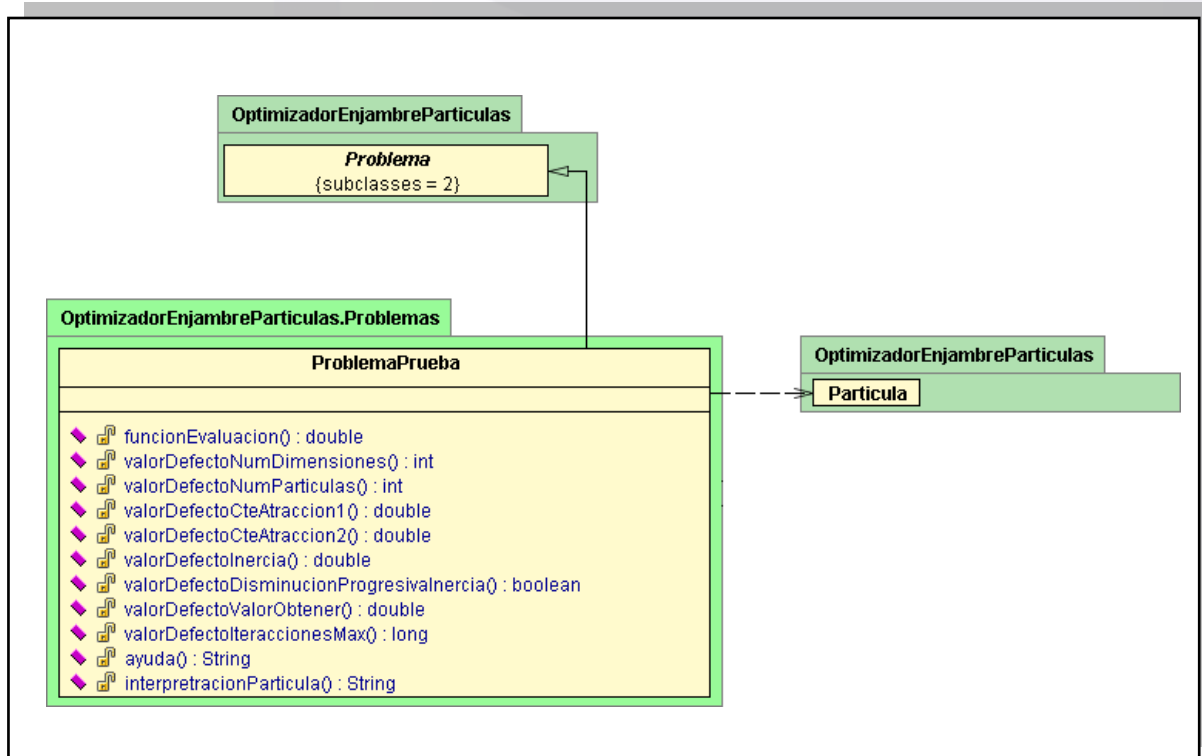 OptimizadorEnjambreParticulas
Problema
{subclasses = 2}
OptimizadorEnjambreParticulas.Problemas
ProblemaPrueba
funcionEvaluacion() : double
valorDefectoNumDimensiones() : int
valorDefectoNumParticulas() : int
valorDefectoCteAtraccion1() : double
valorDefectoCteAtraccion2() : double
valorDefectoInercia() : double
valorDefectoDisminucionProgresivaInercia() : boolean
valorDefectoValorObtener() : double
valorDefectoIteraccionesMax() : long
ayuda() : String
interpretracionParticula() : String
OptimizadorEnjambreParticulas
Particula